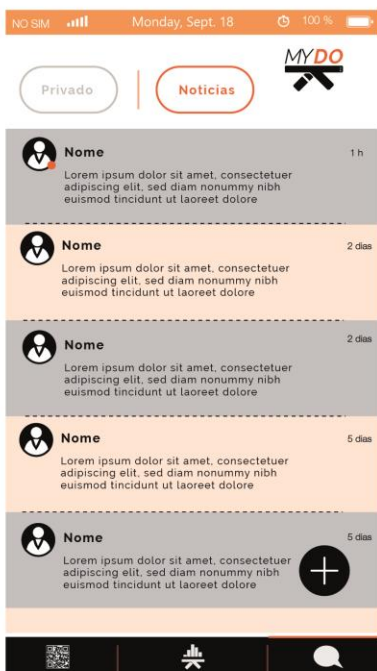 NO SIM Monday, Sept. 18 100 %
MYDO
Privado Noticias
Nome 1 h
Lorem ipsum dolor sit amet, consectetuer
adipiscing elit, sed diam nonummy nibh
euismod tincidunt ut laoreet dolore
Nome 2 dias
Lorem ipsum dolor sit amet, consectetuer
adipiscing elit, sed diam nonummy nibh
euismod tincidunt ut laoreet dolore
Nome 2 dias
Lorem ipsum dolor sit amet, consectetuer
adipiscing elit, sed diam nonummy nibh
euismod tincidunt ut laoreet dolore
Nome 5 dias
Lorem ipsum dolor sit amet, consectetuer
adipiscing elit, sed diam nonummy nibh
euismod tincidunt ut laoreet dolore
Nome 5 dias
Lorem ipsum dolor sit amet, consectetuer
adipiscing elit, sed diam nonummy nibh
euismod tincidunt ut laoreet dolore